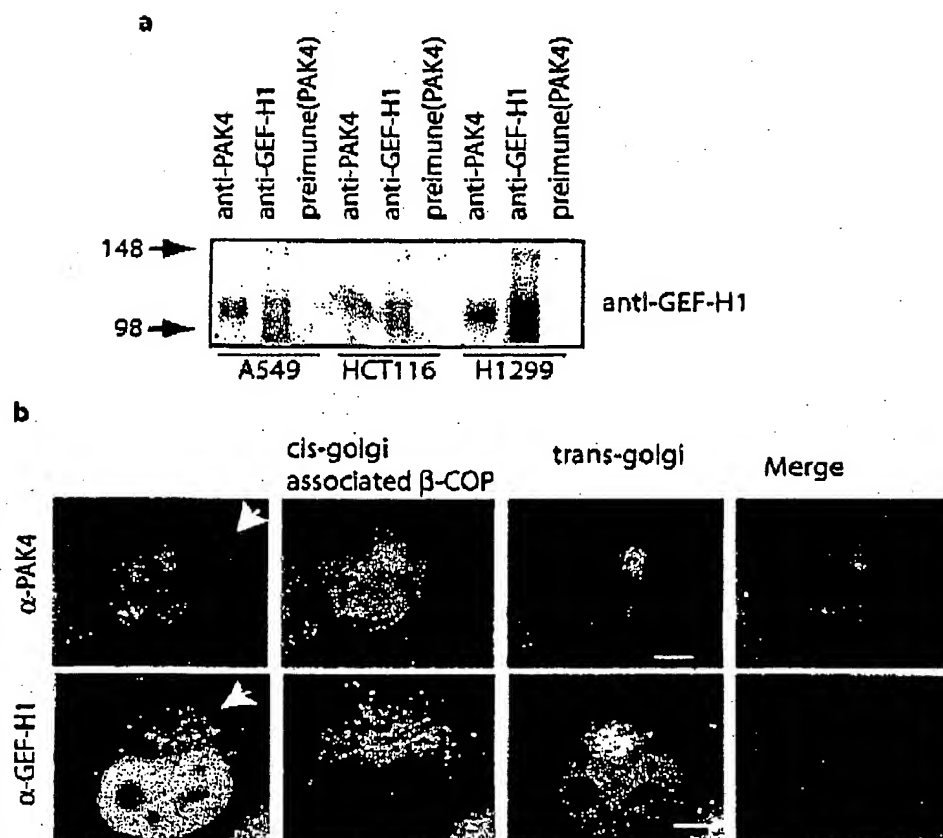 a
anti-PAK4
anti-GEF-H1
preimune(PAK4)
anti-PAK4
anti-GEF-H1
preimune(PAK4)
anti-PAK4
anti-GEF-H1
preimune(PAK4)
148
98
anti-GEF-H1
A549 HCT116 H1299
b
cis-golgi
associated β-COP
trans-golgi
Merge
α-PAK4
α-GEF-H1